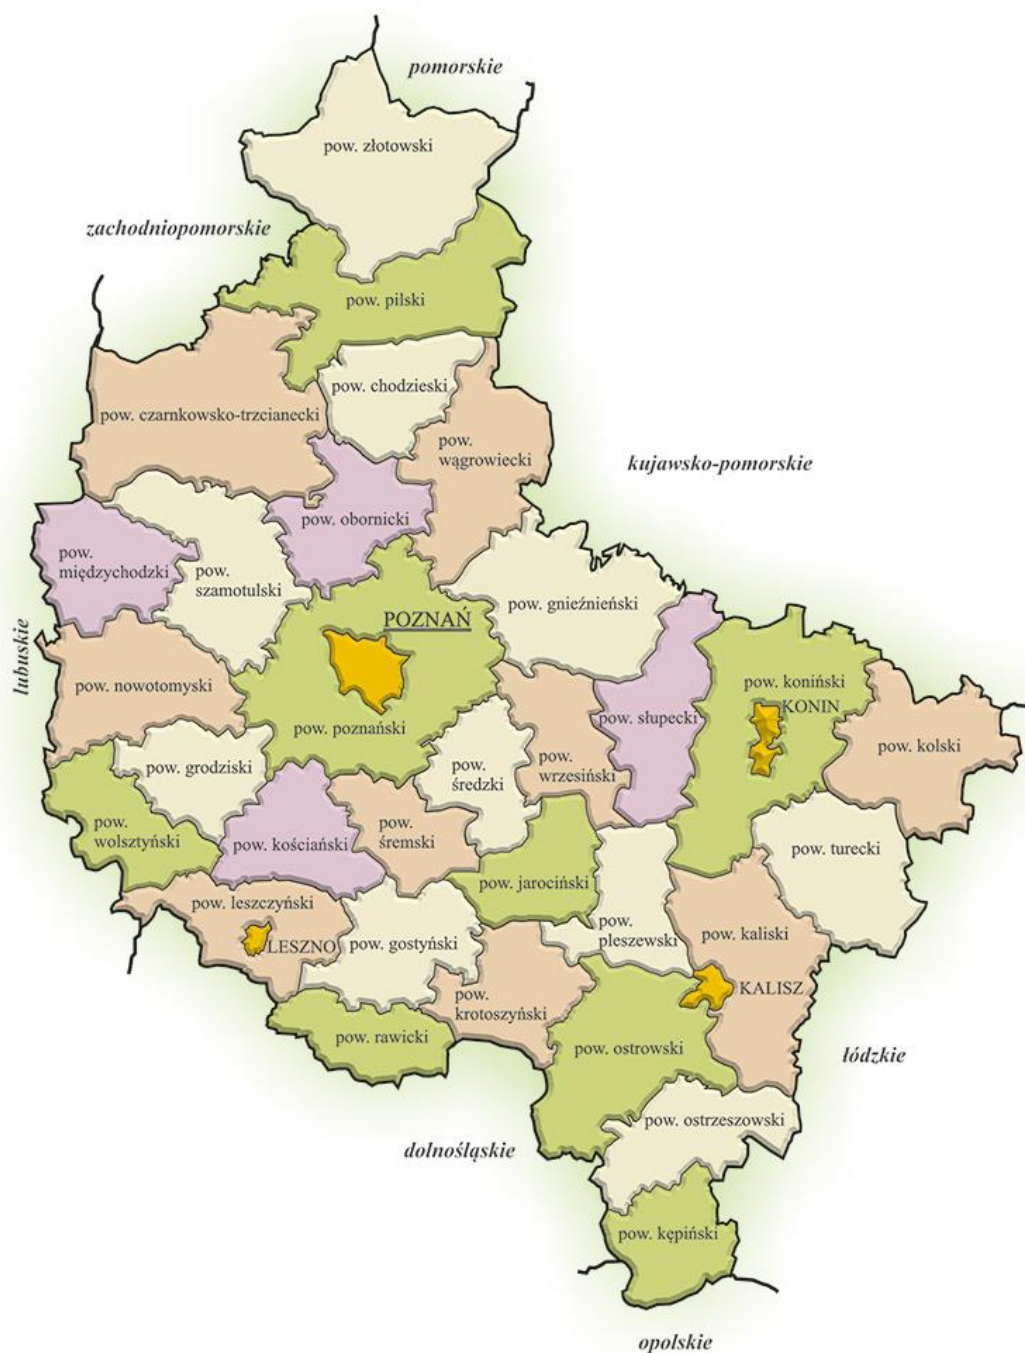 pomorskie
pow. złotowski
zachodniopomorskie
pow. pilski
pow. chodzieski
pow. czarnkowsko-trzcianecki
pow.
wągrowiecki
kujawsko-pomorskie
pow. obornicki
pow.
międzychodzki
pow.
szamotulski
pow. gnieźnieński
POZNAŃ
lubuskie
pow. nowotomyski
pow. poznański
pow. słupecki
pow. koniński
KONIN
pow. kolski
pow. grodziski
pow.
średzki
pow.
wrzesiński
pow.
wolsztyński
pow. kościański
pow.
śremski
pow. turecki
pow. jarociński
pow. leszczyński
LESZNO
pow. gostyński
pow.
pleszewski
pow. kaliski
KALISZ
pow.
krotoszyński
pow. rawicki
pow. ostrowski
łódzkie
pow. ostrzeszowski
dolnośląskie
pow. kępiński
opolskie